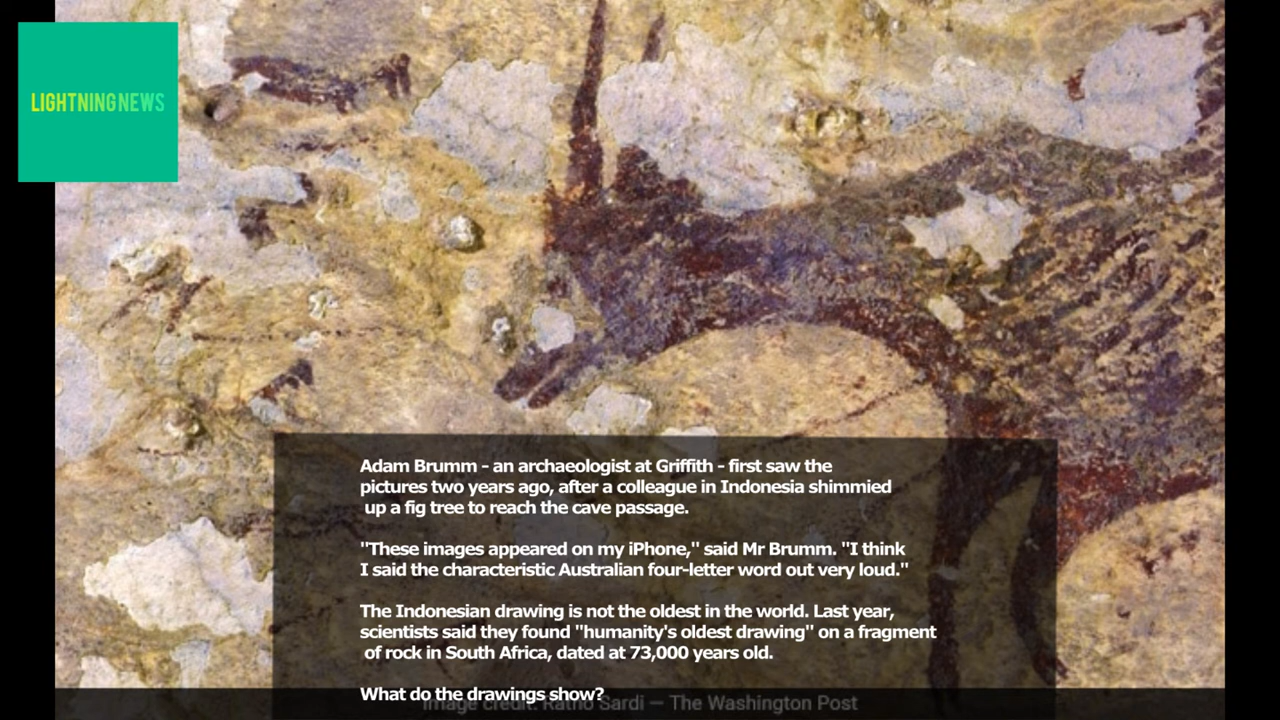 LIGHTNING NEWS
Adam Brumm - an archaeologist at Griffith - first saw the
pictures two years ago, after a colleague in Indonesia shimmied
up a fig tree to reach the cave passage.
"These images appeared on my iPhone," said Mr Brumm. "I think
I said the characteristic Australian four-letter word out very loud."
The Indonesian drawing is not the oldest in the world. Last year,
scientists said they found "humanity's oldest drawing" on a fragment
of rock in South Africa, dated at 73,000 years old.
What do the drawings show?
Image credit: Ratno Sardi — The Washington Post